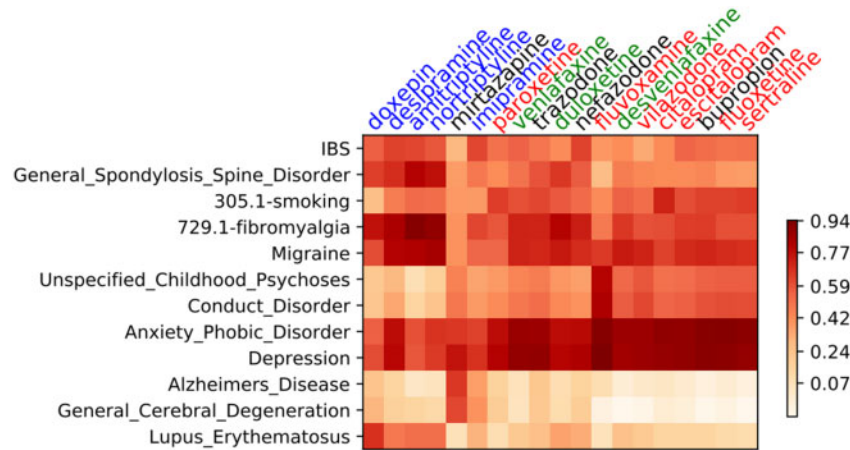 doxepin
desipramine
amitriptyline
nortriptyline
mirtazapine
imipramine
paroxetine
venlafaxine
trazodone
duloxetine
nefazodone
fluvoxamine
desvenlafaxine
vilazodone
citalopram
escitalopram
bupropion
fluoxetine
sertraline
IBS
General_Spondylosis_Spine_Disorder
305.1-smoking
729.1-fibromyalgia
Migraine
Unspecified_Childhood_Psychoses
Conduct_Disorder
Anxiety_Phobic_Disorder
Depression
Alzheimers_Disease
General_Cerebral_Degeneration
Lupus_Erythematosus
0.94
0.77
0.59
0.42
0.24
0.07